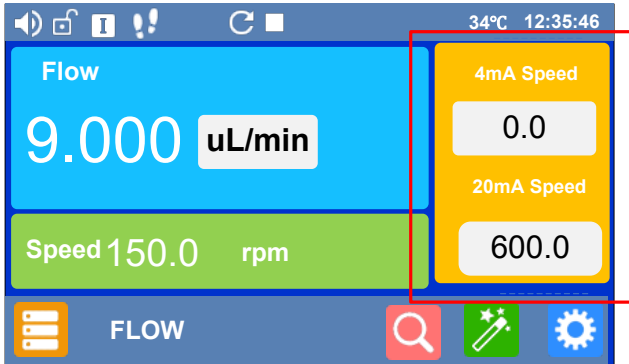 I
34℃ 12:35:46
Flow
9.000 uL/min
Speed 150.0 rpm
4mA Speed
0.0
20mA Speed
600.0
FLOW